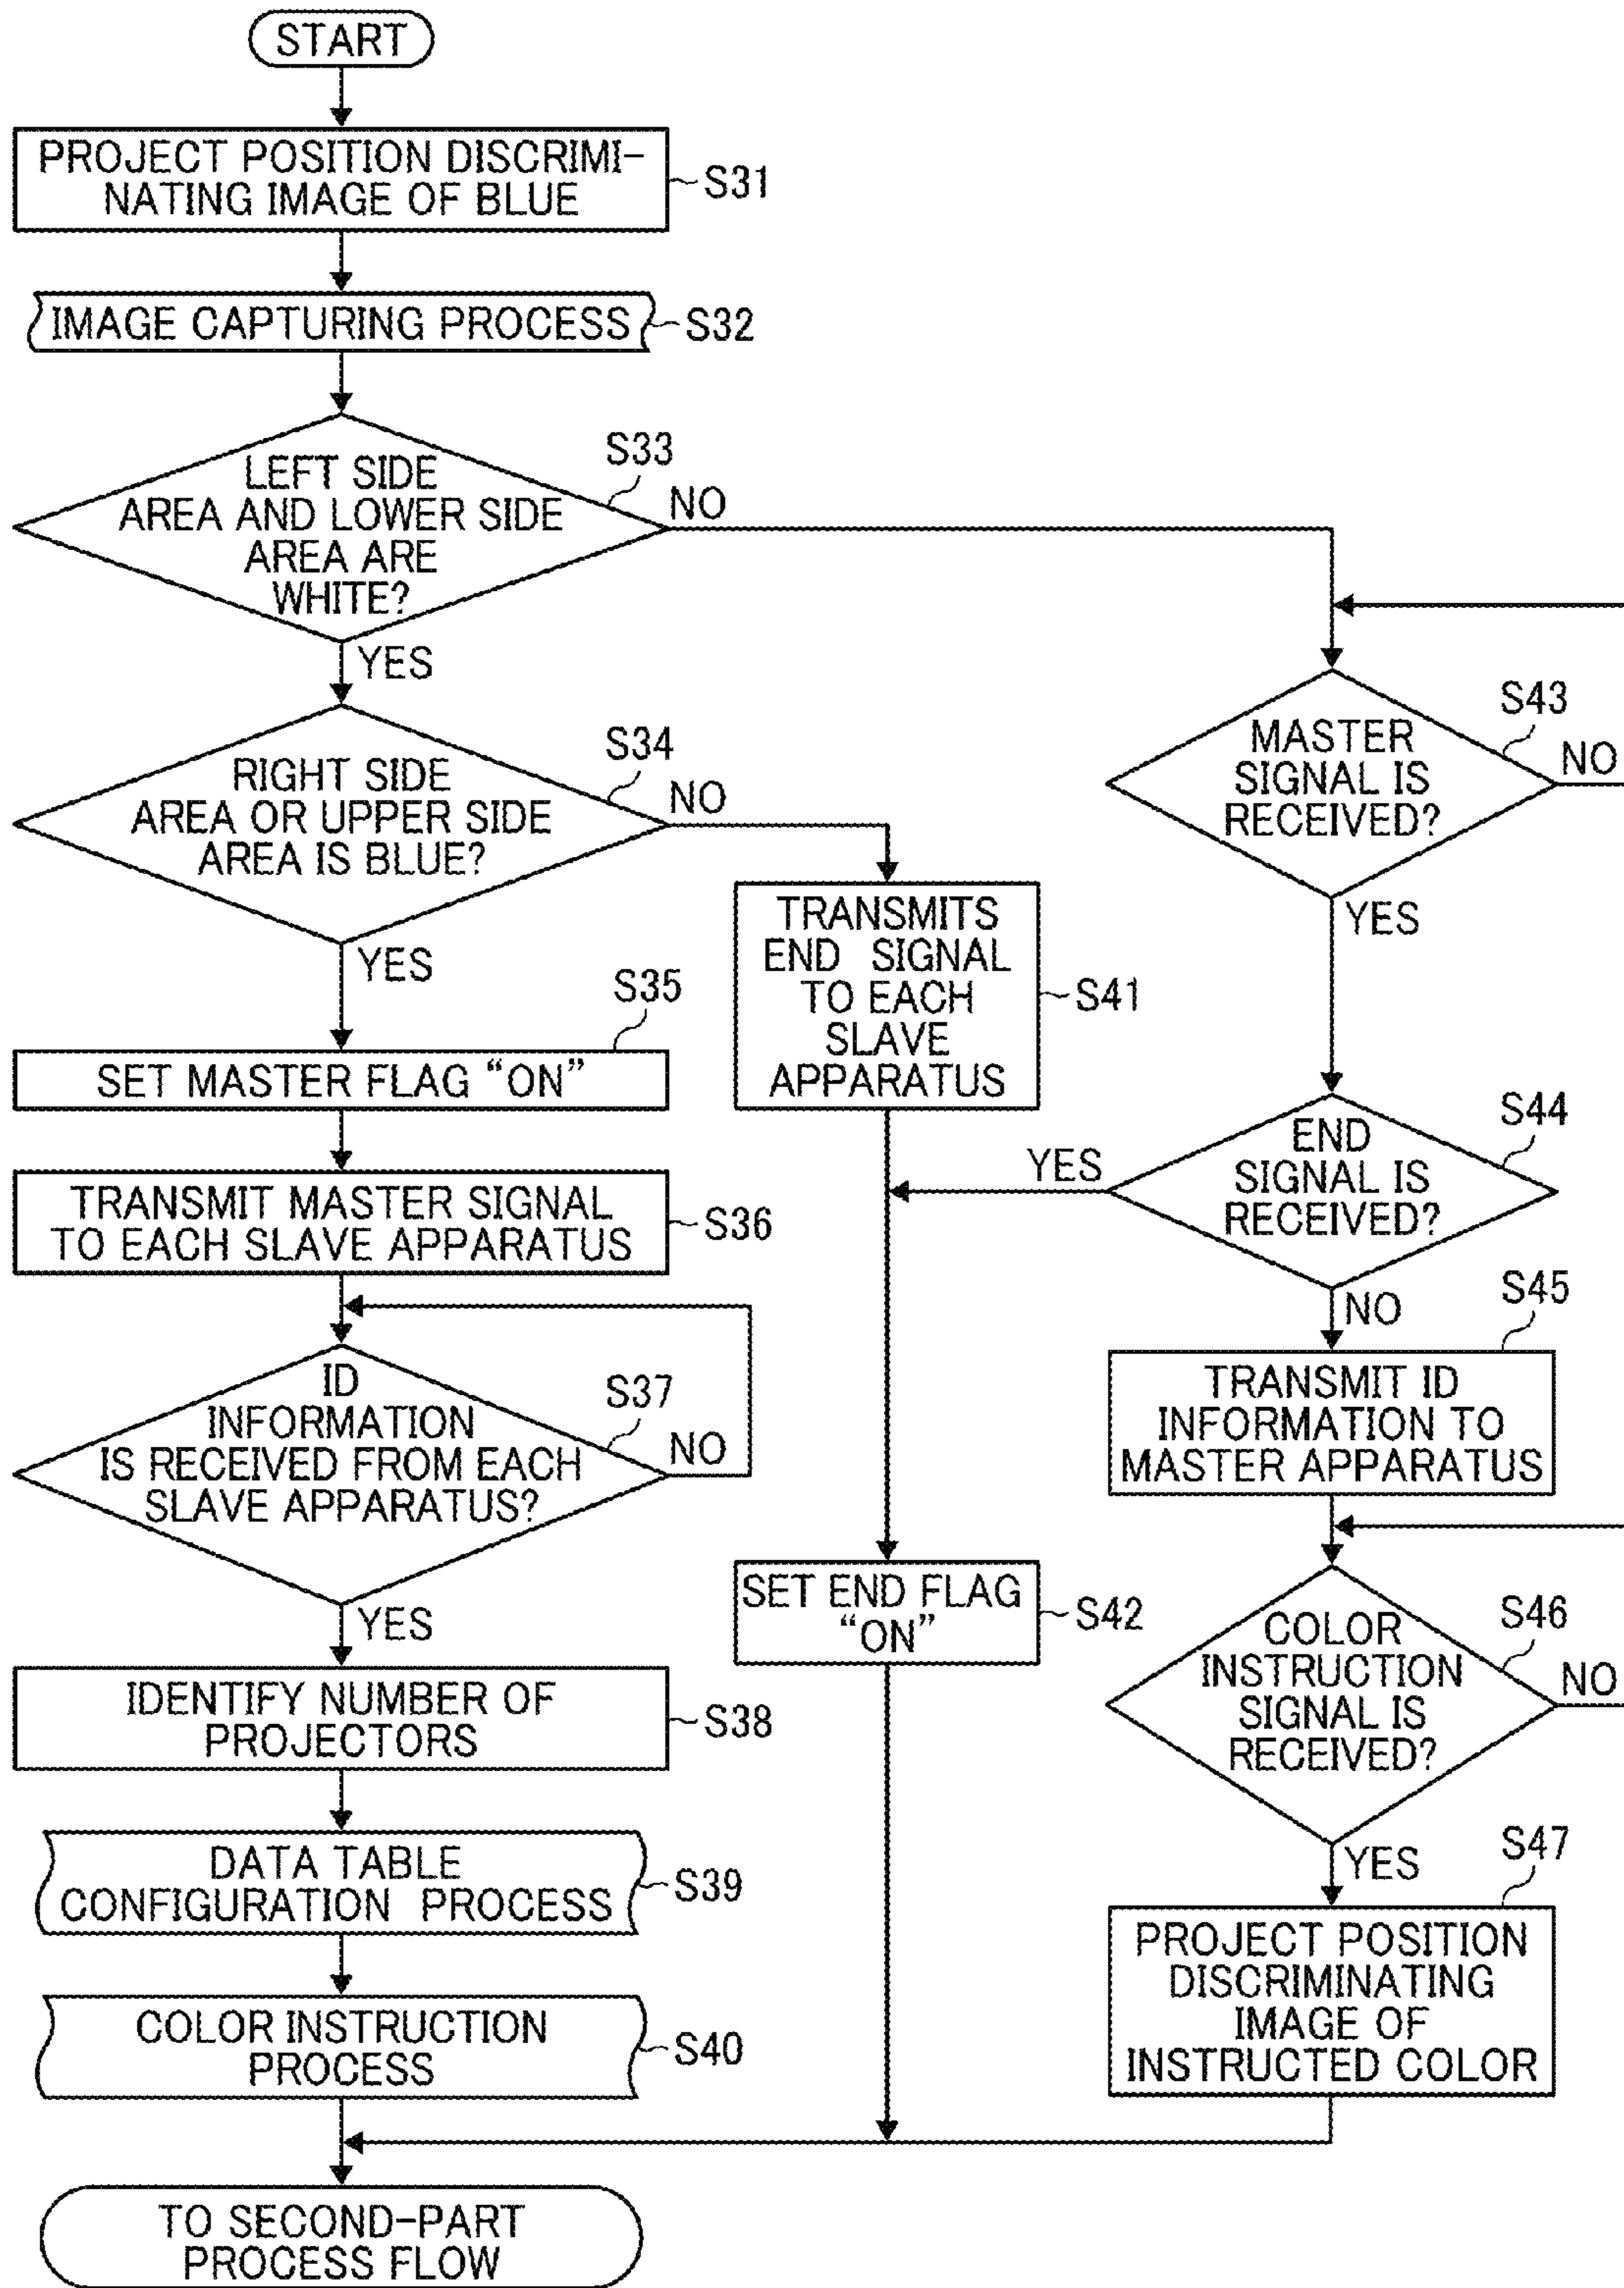 START
PROJECT POSITION DISCRIMI-
NATING IMAGE OF BLUE
S31
IMAGE CAPTURING PROCESS
S32
LEFT SIDE
AREA AND LOWER SIDE
AREA ARE
WHITE?
S33
NO
YES
RIGHT SIDE
AREA OR UPPER SIDE
AREA IS BLUE?
S34
NO
YES
SET MASTER FLAG “ON”
S35
TRANSMIT MASTER SIGNAL
TO EACH SLAVE APPARATUS
S36
ID
INFORMATION
IS RECEIVED FROM EACH
SLAVE APPARATUS?
S37
NO
YES
IDENTIFY NUMBER OF
PROJECTORS
S38
DATA TABLE
CONFIGURATION PROCESS
S39
COLOR INSTRUCTION
PROCESS
S40
TO SECOND-PART
PROCESS FLOW
TRANSMITS
END SIGNAL
TO EACH
SLAVE
APPARATUS
S41
SET END FLAG
“ON”
S42
MASTER
SIGNAL IS
RECEIVED?
S43
NO
YES
END
SIGNAL IS
RECEIVED?
S44
YES
NO
TRANSMIT ID
INFORMATION TO
MASTER APPARATUS
S45
COLOR
INSTRUCTION
SIGNAL IS
RECEIVED?
S46
NO
YES
PROJECT POSITION
DISCRIMINATING
IMAGE OF
INSTRUCTED COLOR
S47